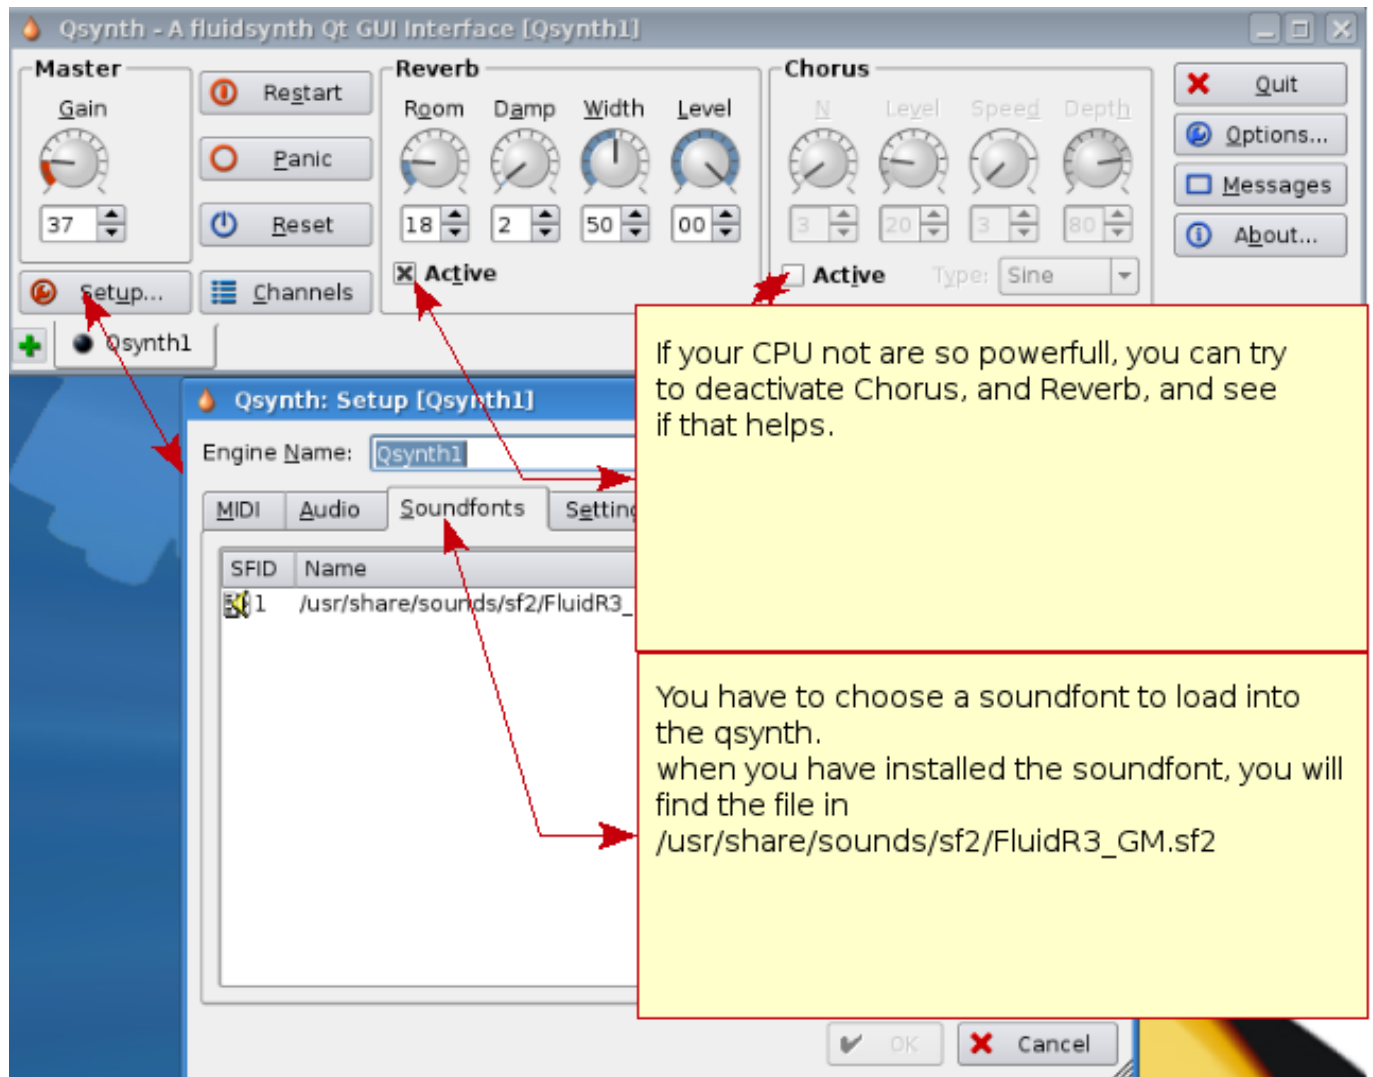 Qsynth - A fluidsynth Qt GUI Interface [Qsynth1]
Master
Reverb
Chorus
Gain
Restart
Room Damp Width Level
N Level Speed Depth
Quit
Panic
Options...
Messages
37
Reset
18 2 50 00
3 20 3 80
About...
Setup...
Channels
Active
Active Type: Sine
Qsynth1
If your CPU not are so powerfull, you can try
to deactivate Chorus, and Reverb, and see
if that helps.
Qsynth: Setup [Qsynth1]
Engine Name: Qsynth1
MIDI Audio Soundfonts
SFID Name
1 /usr/share/sounds/sf2/FluidR3_
You have to choose a soundfont to load into
the qsynth.
when you have installed the soundfont, you will
find the file in
/usr/share/sounds/sf2/FluidR3_GM.sf2
OK Cancel